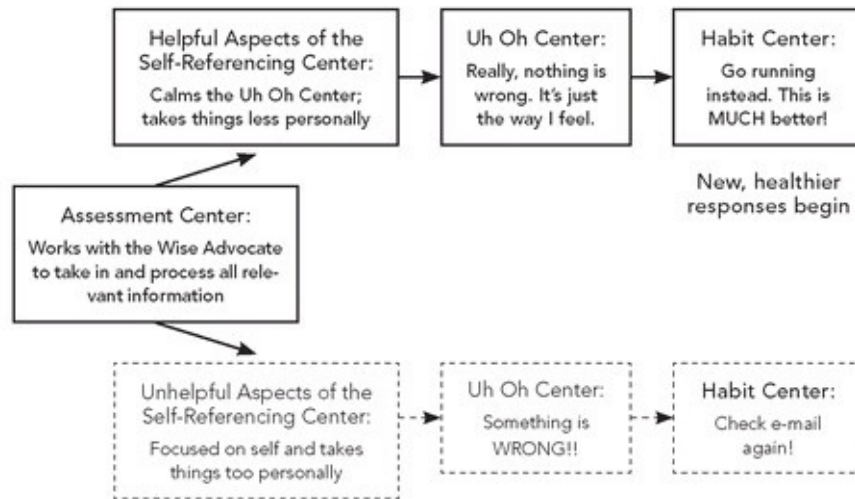 Helpful Aspects of the
Self-Referencing Center:
Calms the Uh Oh Center;
takes things less personally
Uh Oh Center:
Really, nothing is
wrong. It's just
the way I feel.
Habit Center:
Go running
instead. This is
MUCH better!
New, healthier
responses begin
Assessment Center:
Works with the Wise Advocate
to take in and process all rele-
vant information
Unhelpful Aspects of the
Self-Referencing Center:
Focused on self and takes
things too personally
Uh Oh Center:
Something is
WRONG!!
Habit Center:
Check e-mail
again!